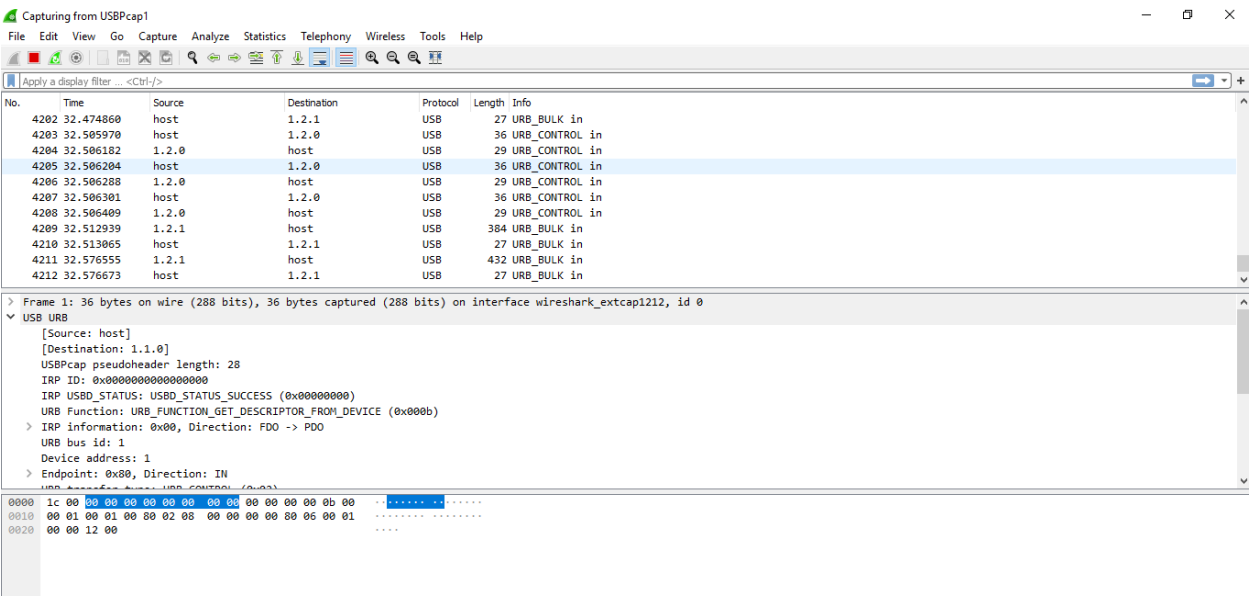 Capturing from USBPcap1
File Edit View Go Capture Analyze Statistics Telephony Wireless Tools Help
Apply a display filter ... <Ctrl-/>
No. Time Source Destination Protocol Length Info
4202 32.474860 host 1.2.1 USB 27 URB_BULK in
4203 32.505970 host 1.2.0 USB 36 URB_CONTROL in
4204 32.506182 1.2.0 host USB 29 URB_CONTROL in
4205 32.506204 host 1.2.0 USB 36 URB_CONTROL in
4206 32.506288 1.2.0 host USB 29 URB_CONTROL in
4207 32.506301 host 1.2.0 USB 36 URB_CONTROL in
4208 32.506409 1.2.0 host USB 29 URB_CONTROL in
4209 32.512939 1.2.1 host USB 384 URB_BULK in
4210 32.513065 host 1.2.1 USB 27 URB_BULK in
4211 32.576555 1.2.1 host USB 432 URB_BULK in
4212 32.576673 host 1.2.1 USB 27 URB_BULK in
Frame 1: 36 bytes on wire (288 bits), 36 bytes captured (288 bits) on interface wireshark_extcap1212, id 0
USB URB
[Source: host]
[Destination: 1.1.0]
USBPcap pseudoheader length: 28
IRP ID: 0x0000000000000000
IRP USBD_STATUS: USBD_STATUS_SUCCESS (0x00000000)
URB Function: URB_FUNCTION_GET_DESCRIPTOR_FROM_DEVICE (0x000b)
IRP information: 0x00, Direction: FDO -> PDO
URB bus id: 1
Device address: 1
Endpoint: 0x80, Direction: IN
URB transfer type: URB_CONTROL (0x02)
0000 1c 00 00 00 00 00 00 00 00 00 00 00 00 00 0b 00 ········ ········
0010 00 01 00 01 00 80 02 08 00 00 00 00 80 06 00 01 ········ ········
0020 00 00 12 00 ····